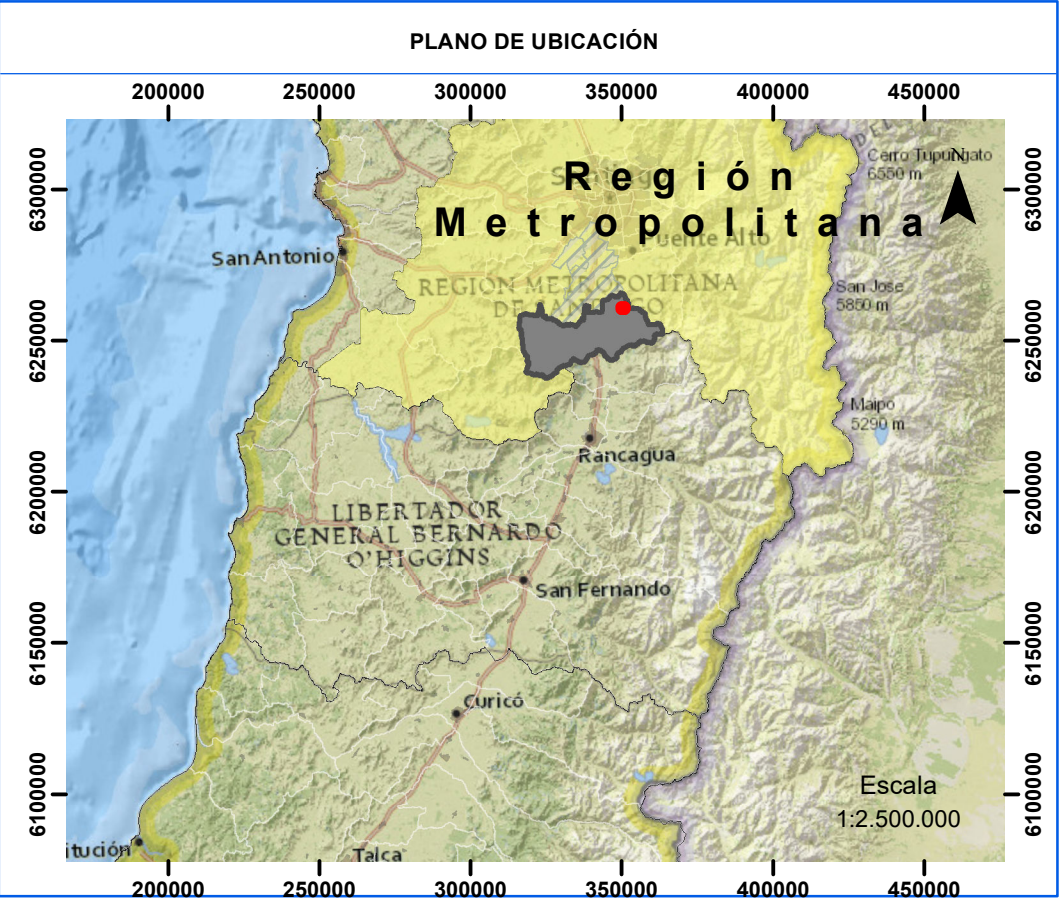 PLANO DE UBICACIÓN
200000 250000 300000 350000 400000 450000
6300000
6250000
6200000
6150000
6100000
Región
Metropolitana
N
Cerro Tupungato
6550 m
Puente Alto
San Antonio
REGION METROPOLITANA
San Jose
5850 m
Maipo
5290 m
Rancagua
LIBERTADOR
GENERAL BERNARDO
O'HIGGINS
San Fernando
Curicó
Escala
1:2.500.000
itución
Talca
6300000
6250000
6200000
6150000
6100000
200000 250000 300000 350000 400000 450000